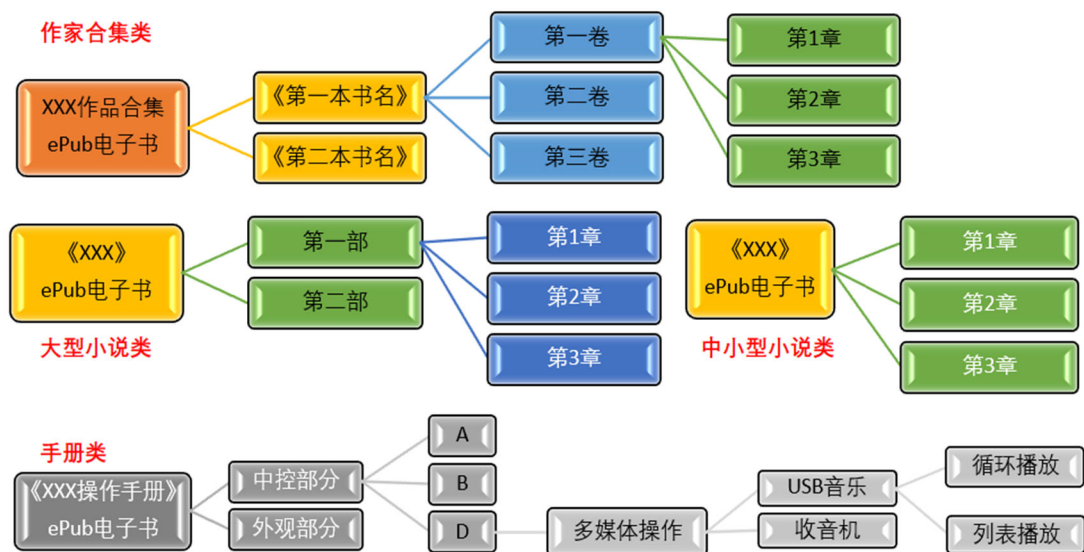 作家合集类
XXX作品合集
ePub电子书
《第一本书名》
《第二本书名》
第一卷
第二卷
第三卷
第1章
第2章
第3章
《XXX》
ePub电子书
大型小说类
第一部
第二部
第1章
第2章
第3章
《XXX》
ePub电子书
中小型小说类
第1章
第2章
第3章
手册类
《XXX操作手册》
ePub电子书
中控部分
外观部分
A
B
D
多媒体操作
USB音乐
收音机
循环播放
列表播放